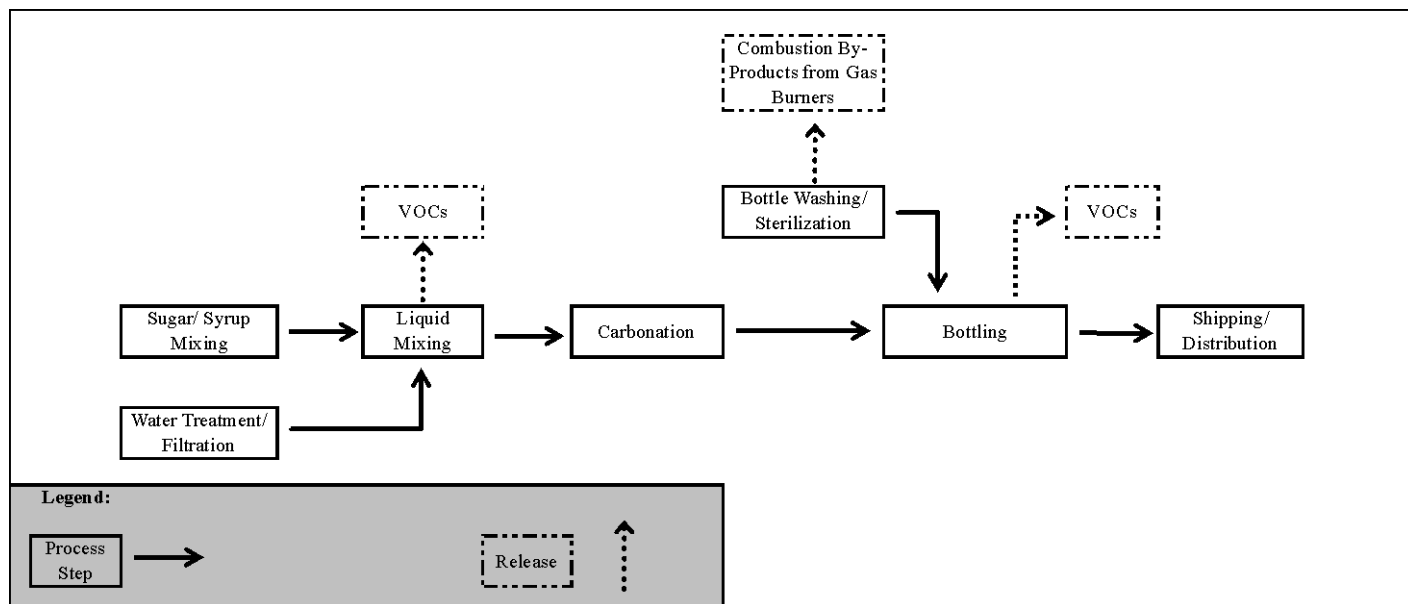 Combustion By-
Products from Gas
Burners
VOCs
Bottle Washing/
Sterilization
VOCs
Sugar/ Syrup
Mixing
Liquid
Mixing
Carbonation
Bottling
Shipping/
Distribution
Water Treatment/
Filtration
Legend:
Process
Step
Release